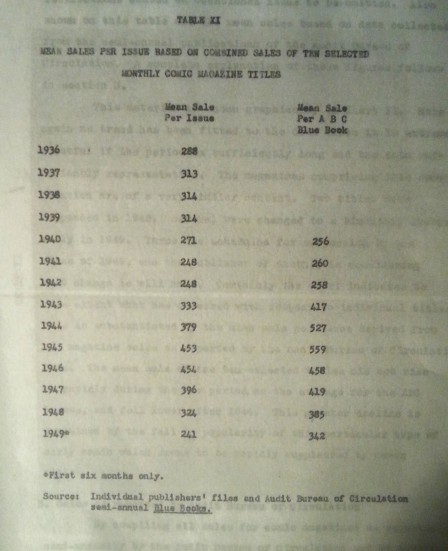 TABLE XI
MEAN SALES PER ISSUE BASED ON COMBINED SALES OF TEN SELECTED
MONTHLY COMIC MAGAZINE TITLES
Mean Sale Mean Sale
Per Issue Per A B C
Blue Book
1936 288
1937 313
1938 314
1939 314
1940 271 256
1941 248 260
1942 248 258
1943 333 417
1944 379 527
1945 453 559
1946 454 458
1947 396 419
1948 324 385
1949* 241 342
*First six months only.
Source: Individual publishers' files and Audit Bureau of Circulation
semi-annual Blue Books.